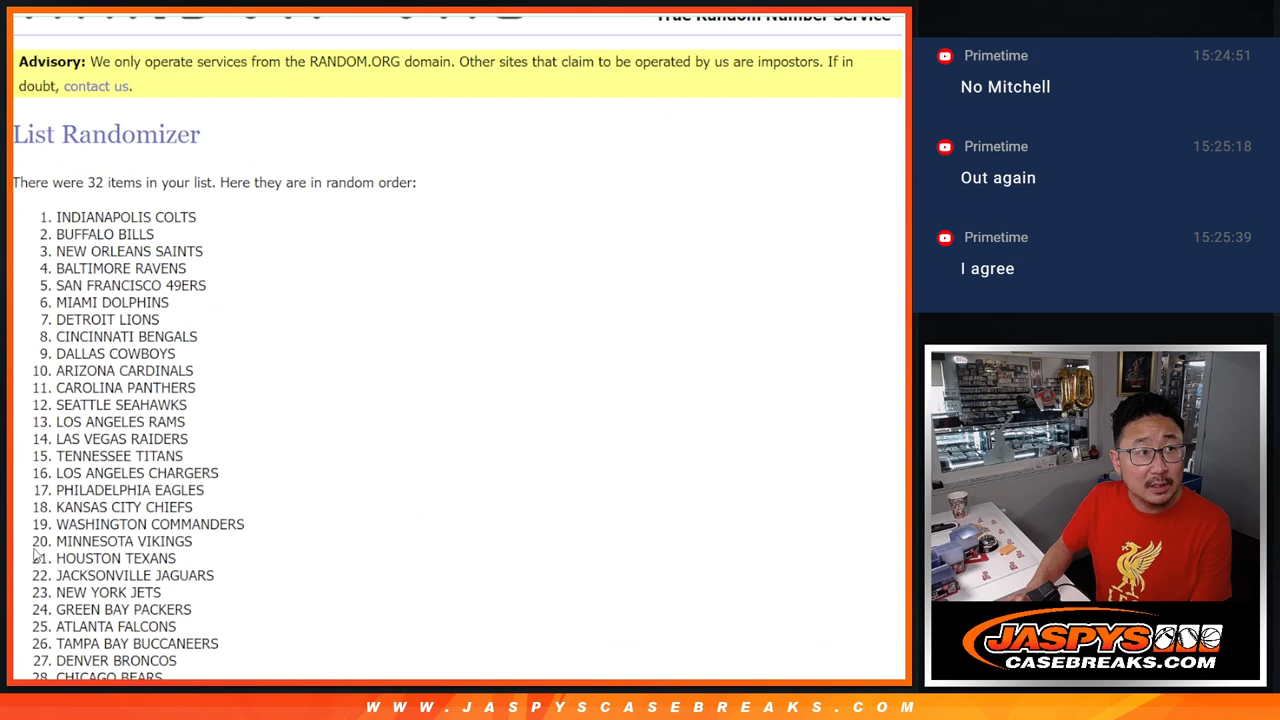 True Random Number Service
Advisory: We only operate services from the RANDOM.ORG domain. Other sites that claim to be operated by us are impostors. If in
doubt, contact us.
List Randomizer
There were 32 items in your list. Here they are in random order:
1. INDIANAPOLIS COLTS
2. BUFFALO BILLS
3. NEW ORLEANS SAINTS
4. BALTIMORE RAVENS
5. SAN FRANCISCO 49ERS
6. MIAMI DOLPHINS
7. DETROIT LIONS
8. CINCINNATI BENGALS
9. DALLAS COWBOYS
10. ARIZONA CARDINALS
11. CAROLINA PANTHERS
12. SEATTLE SEAHAWKS
13. LOS ANGELES RAMS
14. LAS VEGAS RAIDERS
15. TENNESSEE TITANS
16. LOS ANGELES CHARGERS
17. PHILADELPHIA EAGLES
18. KANSAS CITY CHIEFS
19. WASHINGTON COMMANDERS
20. MINNESOTA VIKINGS
21. HOUSTON TEXANS
22. JACKSONVILLE JAGUARS
23. NEW YORK JETS
24. GREEN BAY PACKERS
25. ATLANTA FALCONS
26. TAMPA BAY BUCCANEERS
27. DENVER BRONCOS
28. CHICAGO BEARS
Primetime 15:24:51
No Mitchell
Primetime 15:25:18
Out again
Primetime 15:25:39
I agree
10
JASPYS
CASEBREAKS.COM
WWW.JASPYSCASEBREAKS.COM